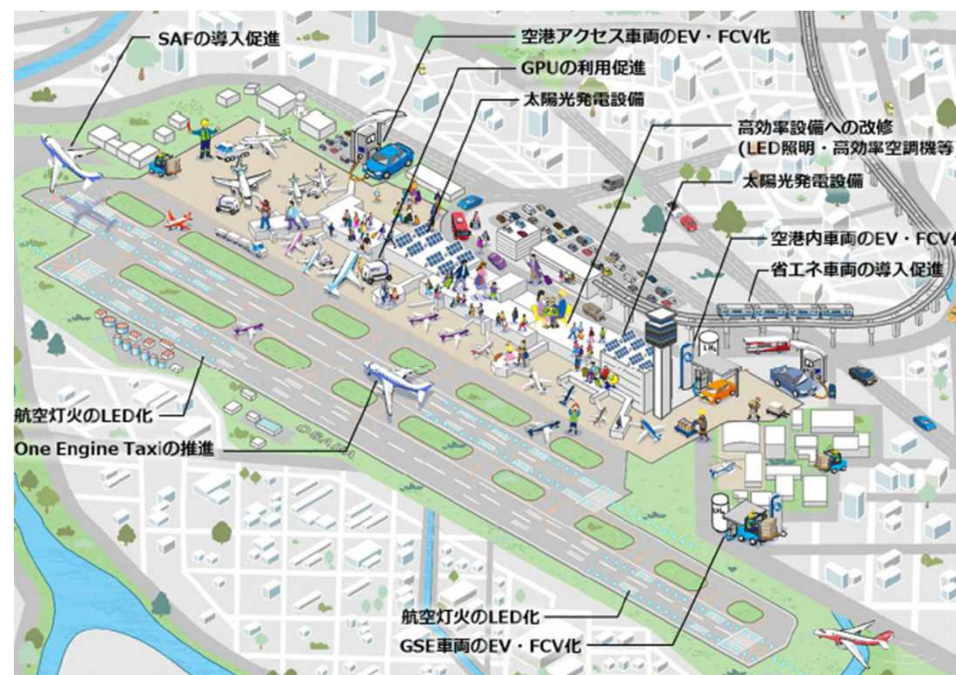 SAFの導入促進
空港アクセス車両のEV・FCV化
GPUの利用促進
太陽光発電設備
高効率設備への改修
(LED照明・高効率空調機等)
太陽光発電設備
空港内車両のEV・FCV化
省エネ車両の導入促進
航空灯火のLED化
One Engine Taxiの推進
OSAKA
航空灯火のLED化
GSE車両のEV・FCV化